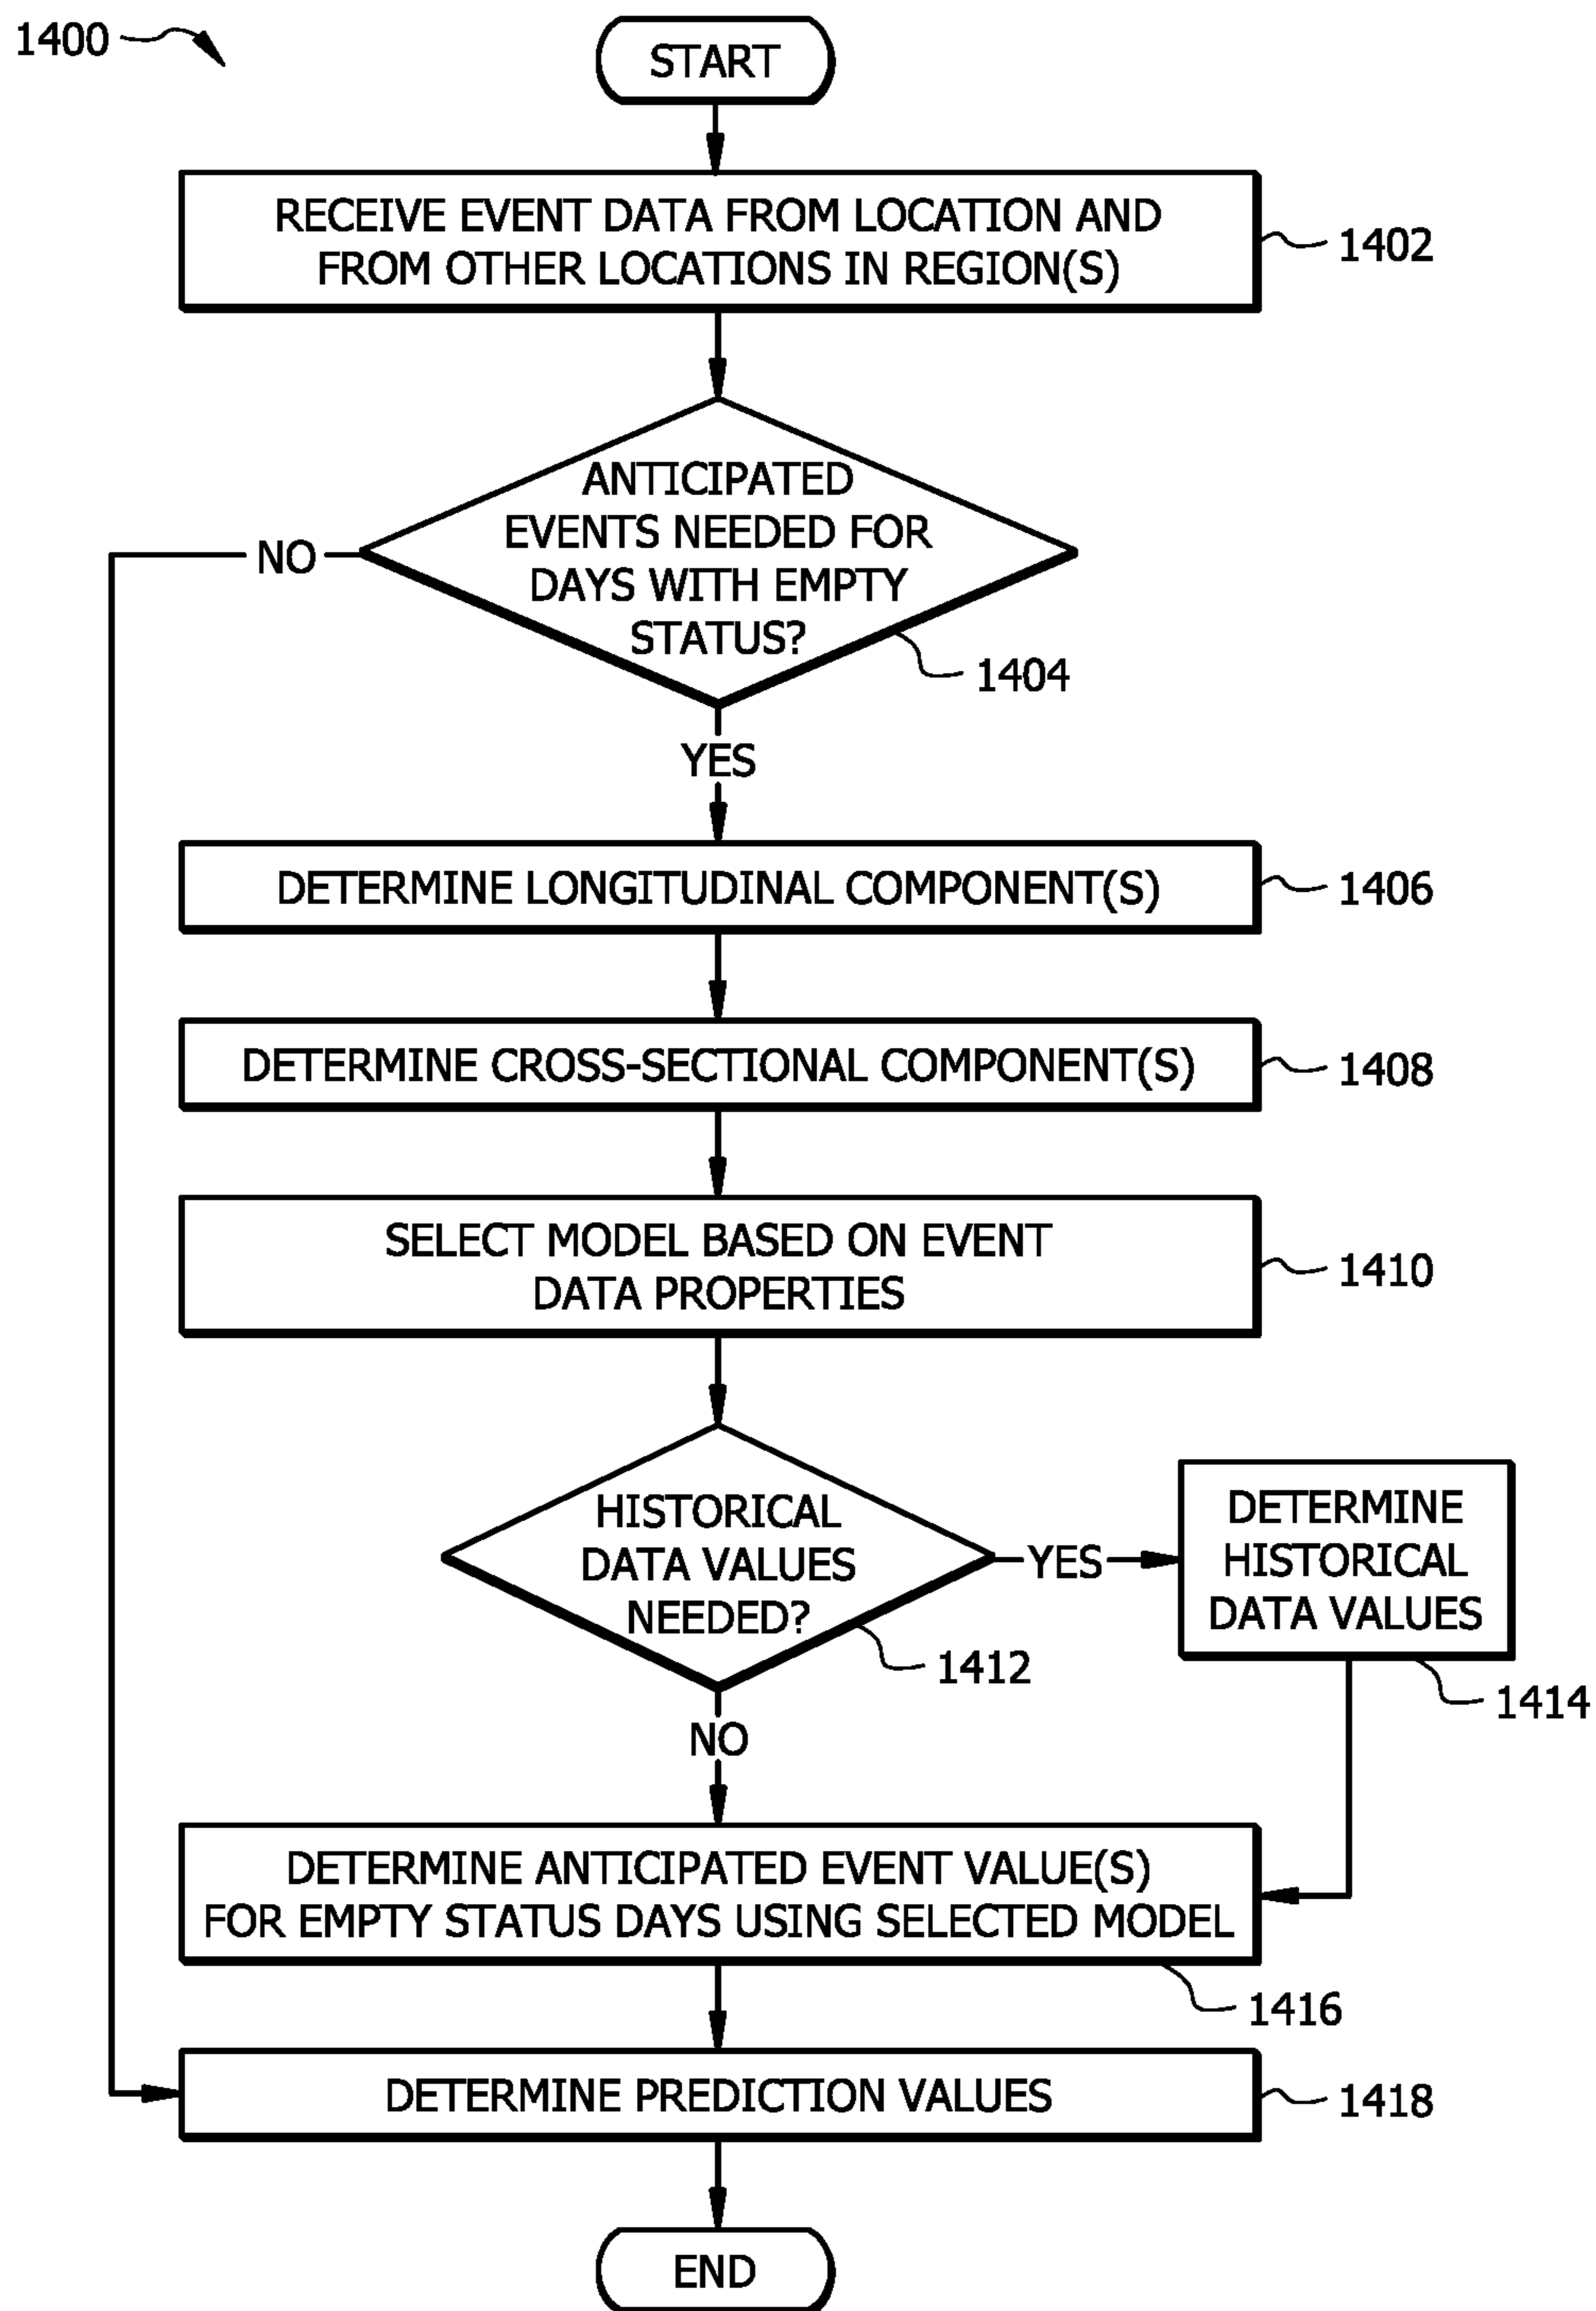 1400
START
RECEIVE EVENT DATA FROM LOCATION AND
FROM OTHER LOCATIONS IN REGION(S)
1402
ANTICIPATED
EVENTS NEEDED FOR
DAYS WITH EMPTY
STATUS?
NO
1404
YES
DETERMINE LONGITUDINAL COMPONENT(S)
1406
DETERMINE CROSS-SECTIONAL COMPONENT(S)
1408
SELECT MODEL BASED ON EVENT
DATA PROPERTIES
1410
HISTORICAL
DATA VALUES
NEEDED?
1412
YES
DETERMINE
HISTORICAL
DATA VALUES
1414
NO
DETERMINE ANTICIPATED EVENT VALUE(S)
FOR EMPTY STATUS DAYS USING SELECTED MODEL
1416
DETERMINE PREDICTION VALUES
1418
END